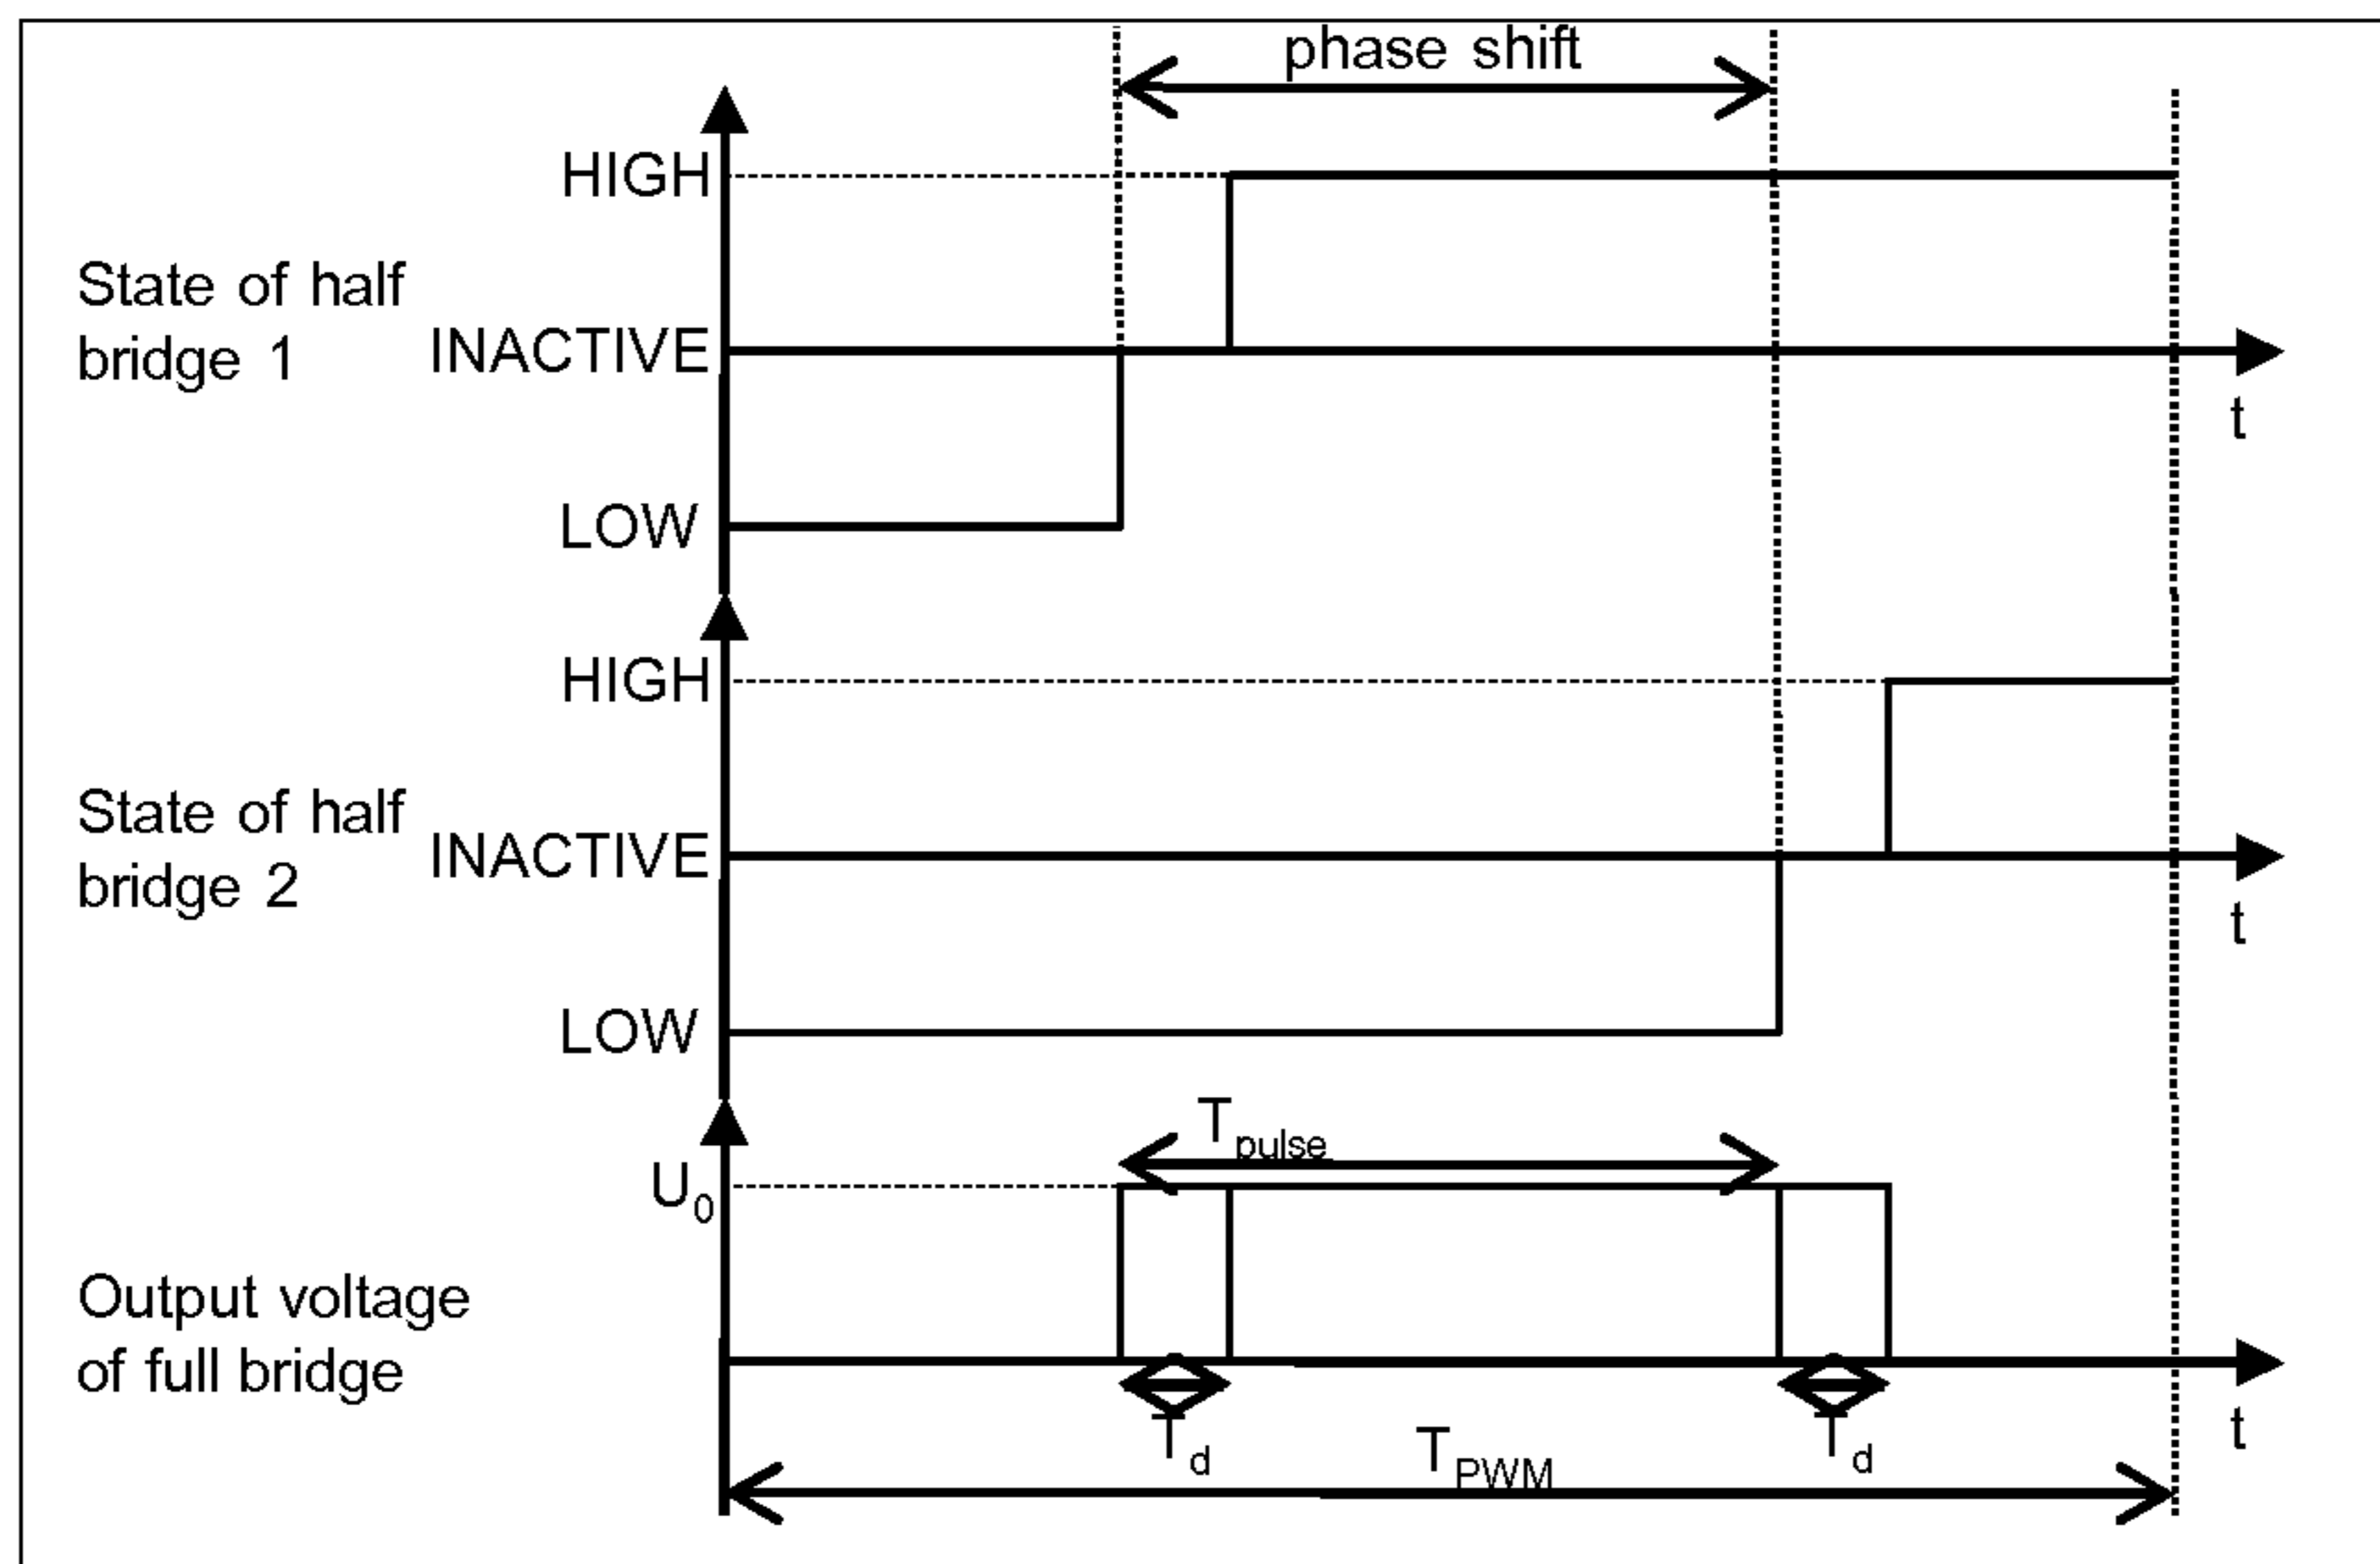 phase shift
HIGH
State of half
bridge 1
INACTIVE
t
LOW
HIGH
State of half
bridge 2
INACTIVE
t
LOW
Tpulse
U0
Output voltage
of full bridge
t
Td
TPWM
Td